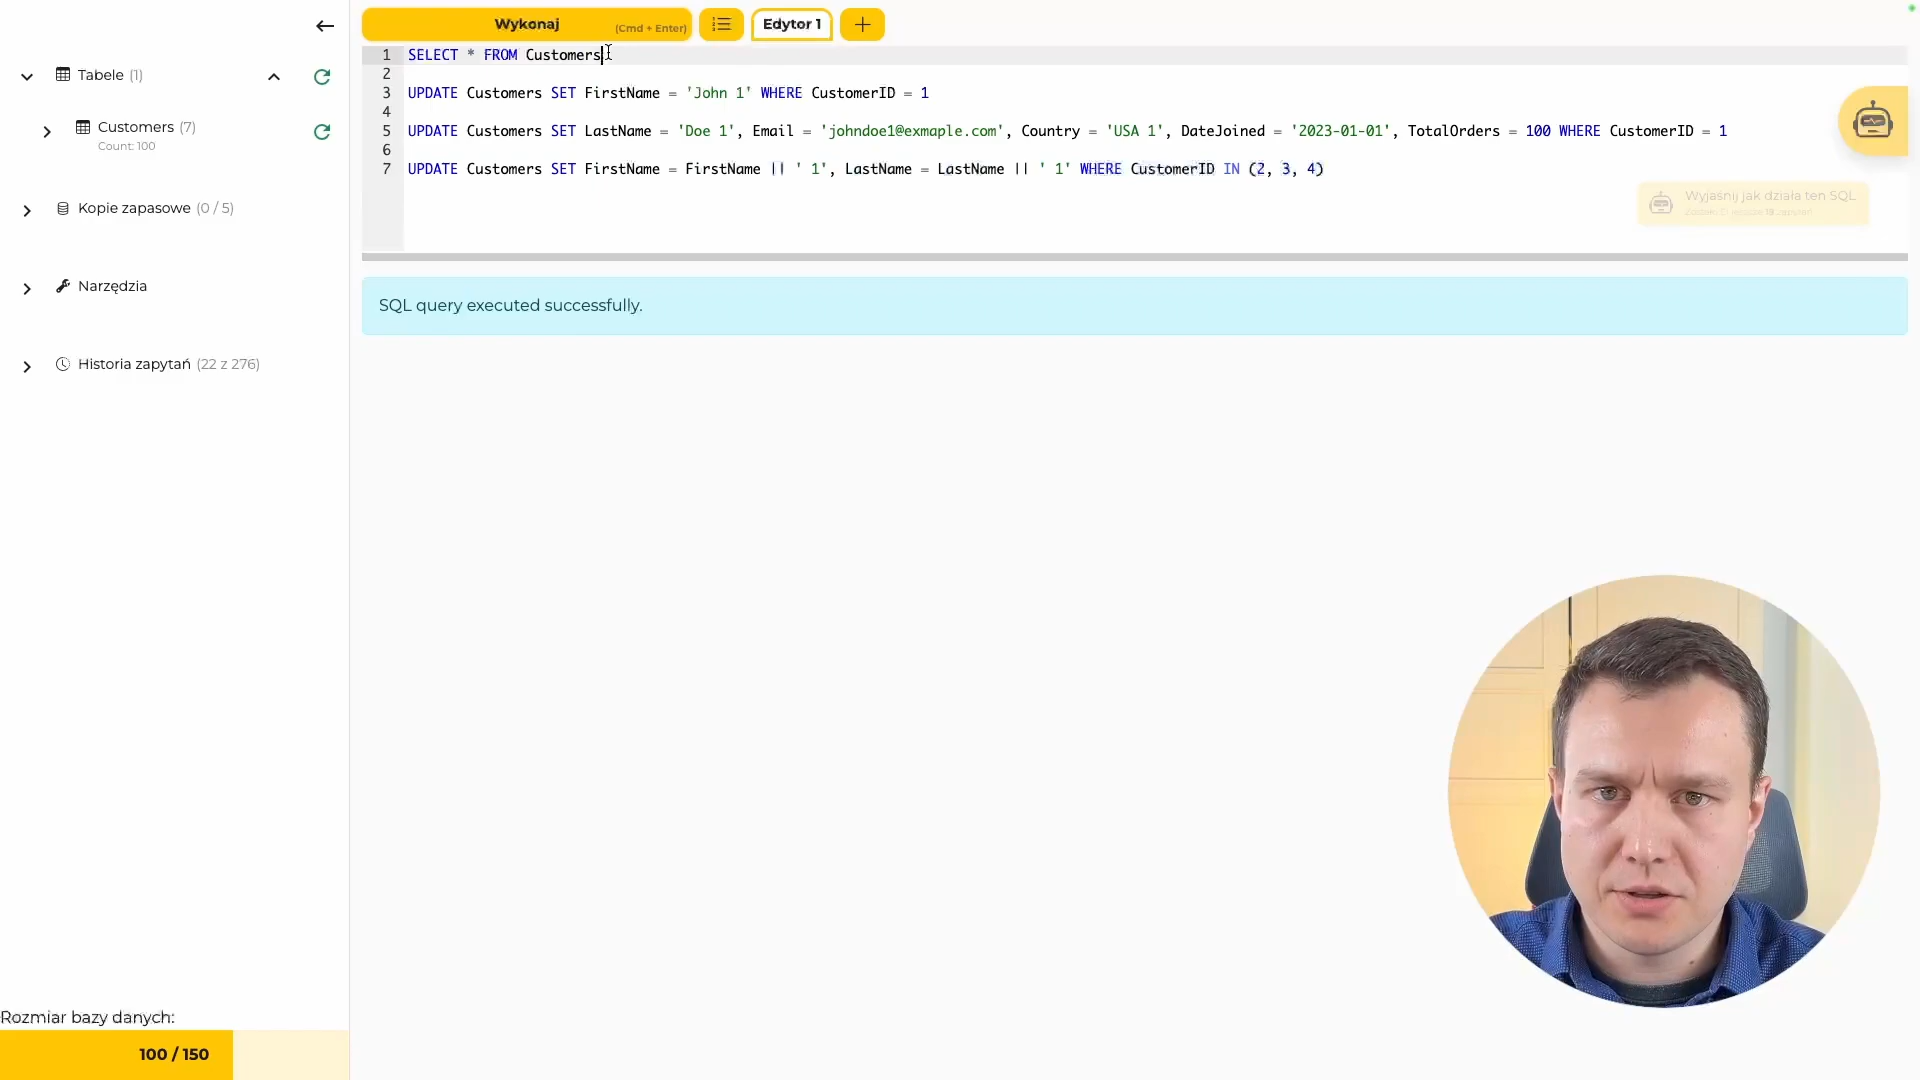 Wykonaj (Cmd + Enter)
Edytor 1
Tabele (1)
Customers (7)
Count: 100
Kopie zapasowe (0 / 5)
Narzędzia
Historia zapytań (22 z 276)
Rozmiar bazy danych:
100 / 150
1 SELECT * FROM Customers
2
3 UPDATE Customers SET FirstName = 'John 1' WHERE CustomerID = 1
4
5 UPDATE Customers SET LastName = 'Doe 1', Email = 'johndoe1@exmaple.com', Country = 'USA 1', DateJoined = '2023-01-01', TotalOrders = 100 WHERE CustomerID = 1
6
7 UPDATE Customers SET FirstName = FirstName || ' 1', LastName = LastName || ' 1' WHERE CustomerID IN (2, 3, 4)
Wyjaśnij jak działa ten SQL
SQL query executed successfully.